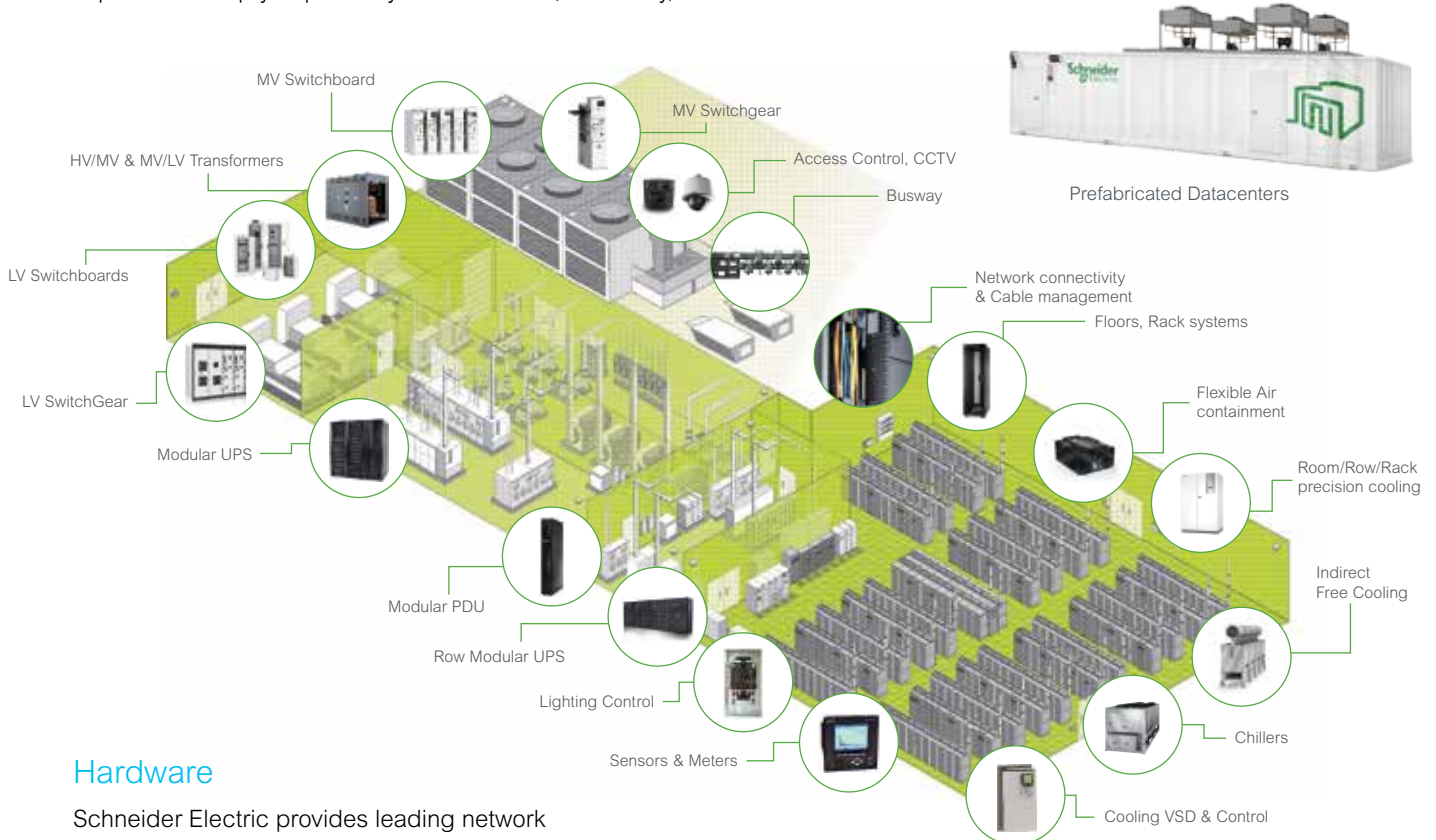 MV Switchboard
MV Switchgear
HV/MV & MV/LV Transformers
Access Control, CCTV
Busway
Schneider
Prefabricated Datacenters
LV Switchboards
Network connectivity
& Cable management
Floors, Rack systems
LV SwitchGear
Flexible Air
containment
Modular UPS
Room/Row/Rack
precision cooling
Indirect
Free Cooling
Modular PDU
Row Modular UPS
Lighting Control
Chillers
Sensors & Meters
Cooling VSD & Control
Hardware
Schneider Electric provides leading network